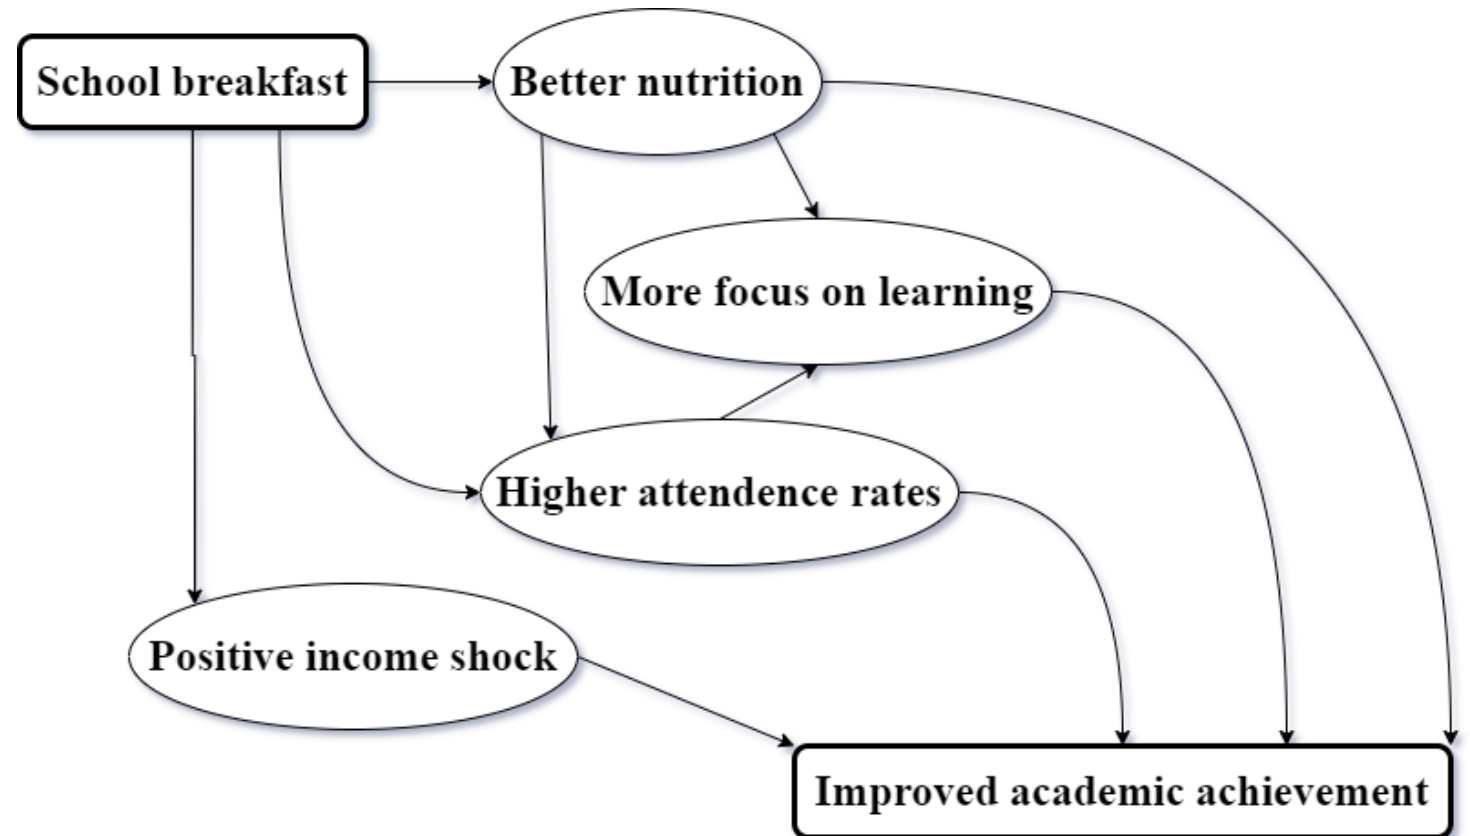 School breakfast
Better nutrition
More focus on learning
Higher attendence rates
Positive income shock
Improved academic achievement